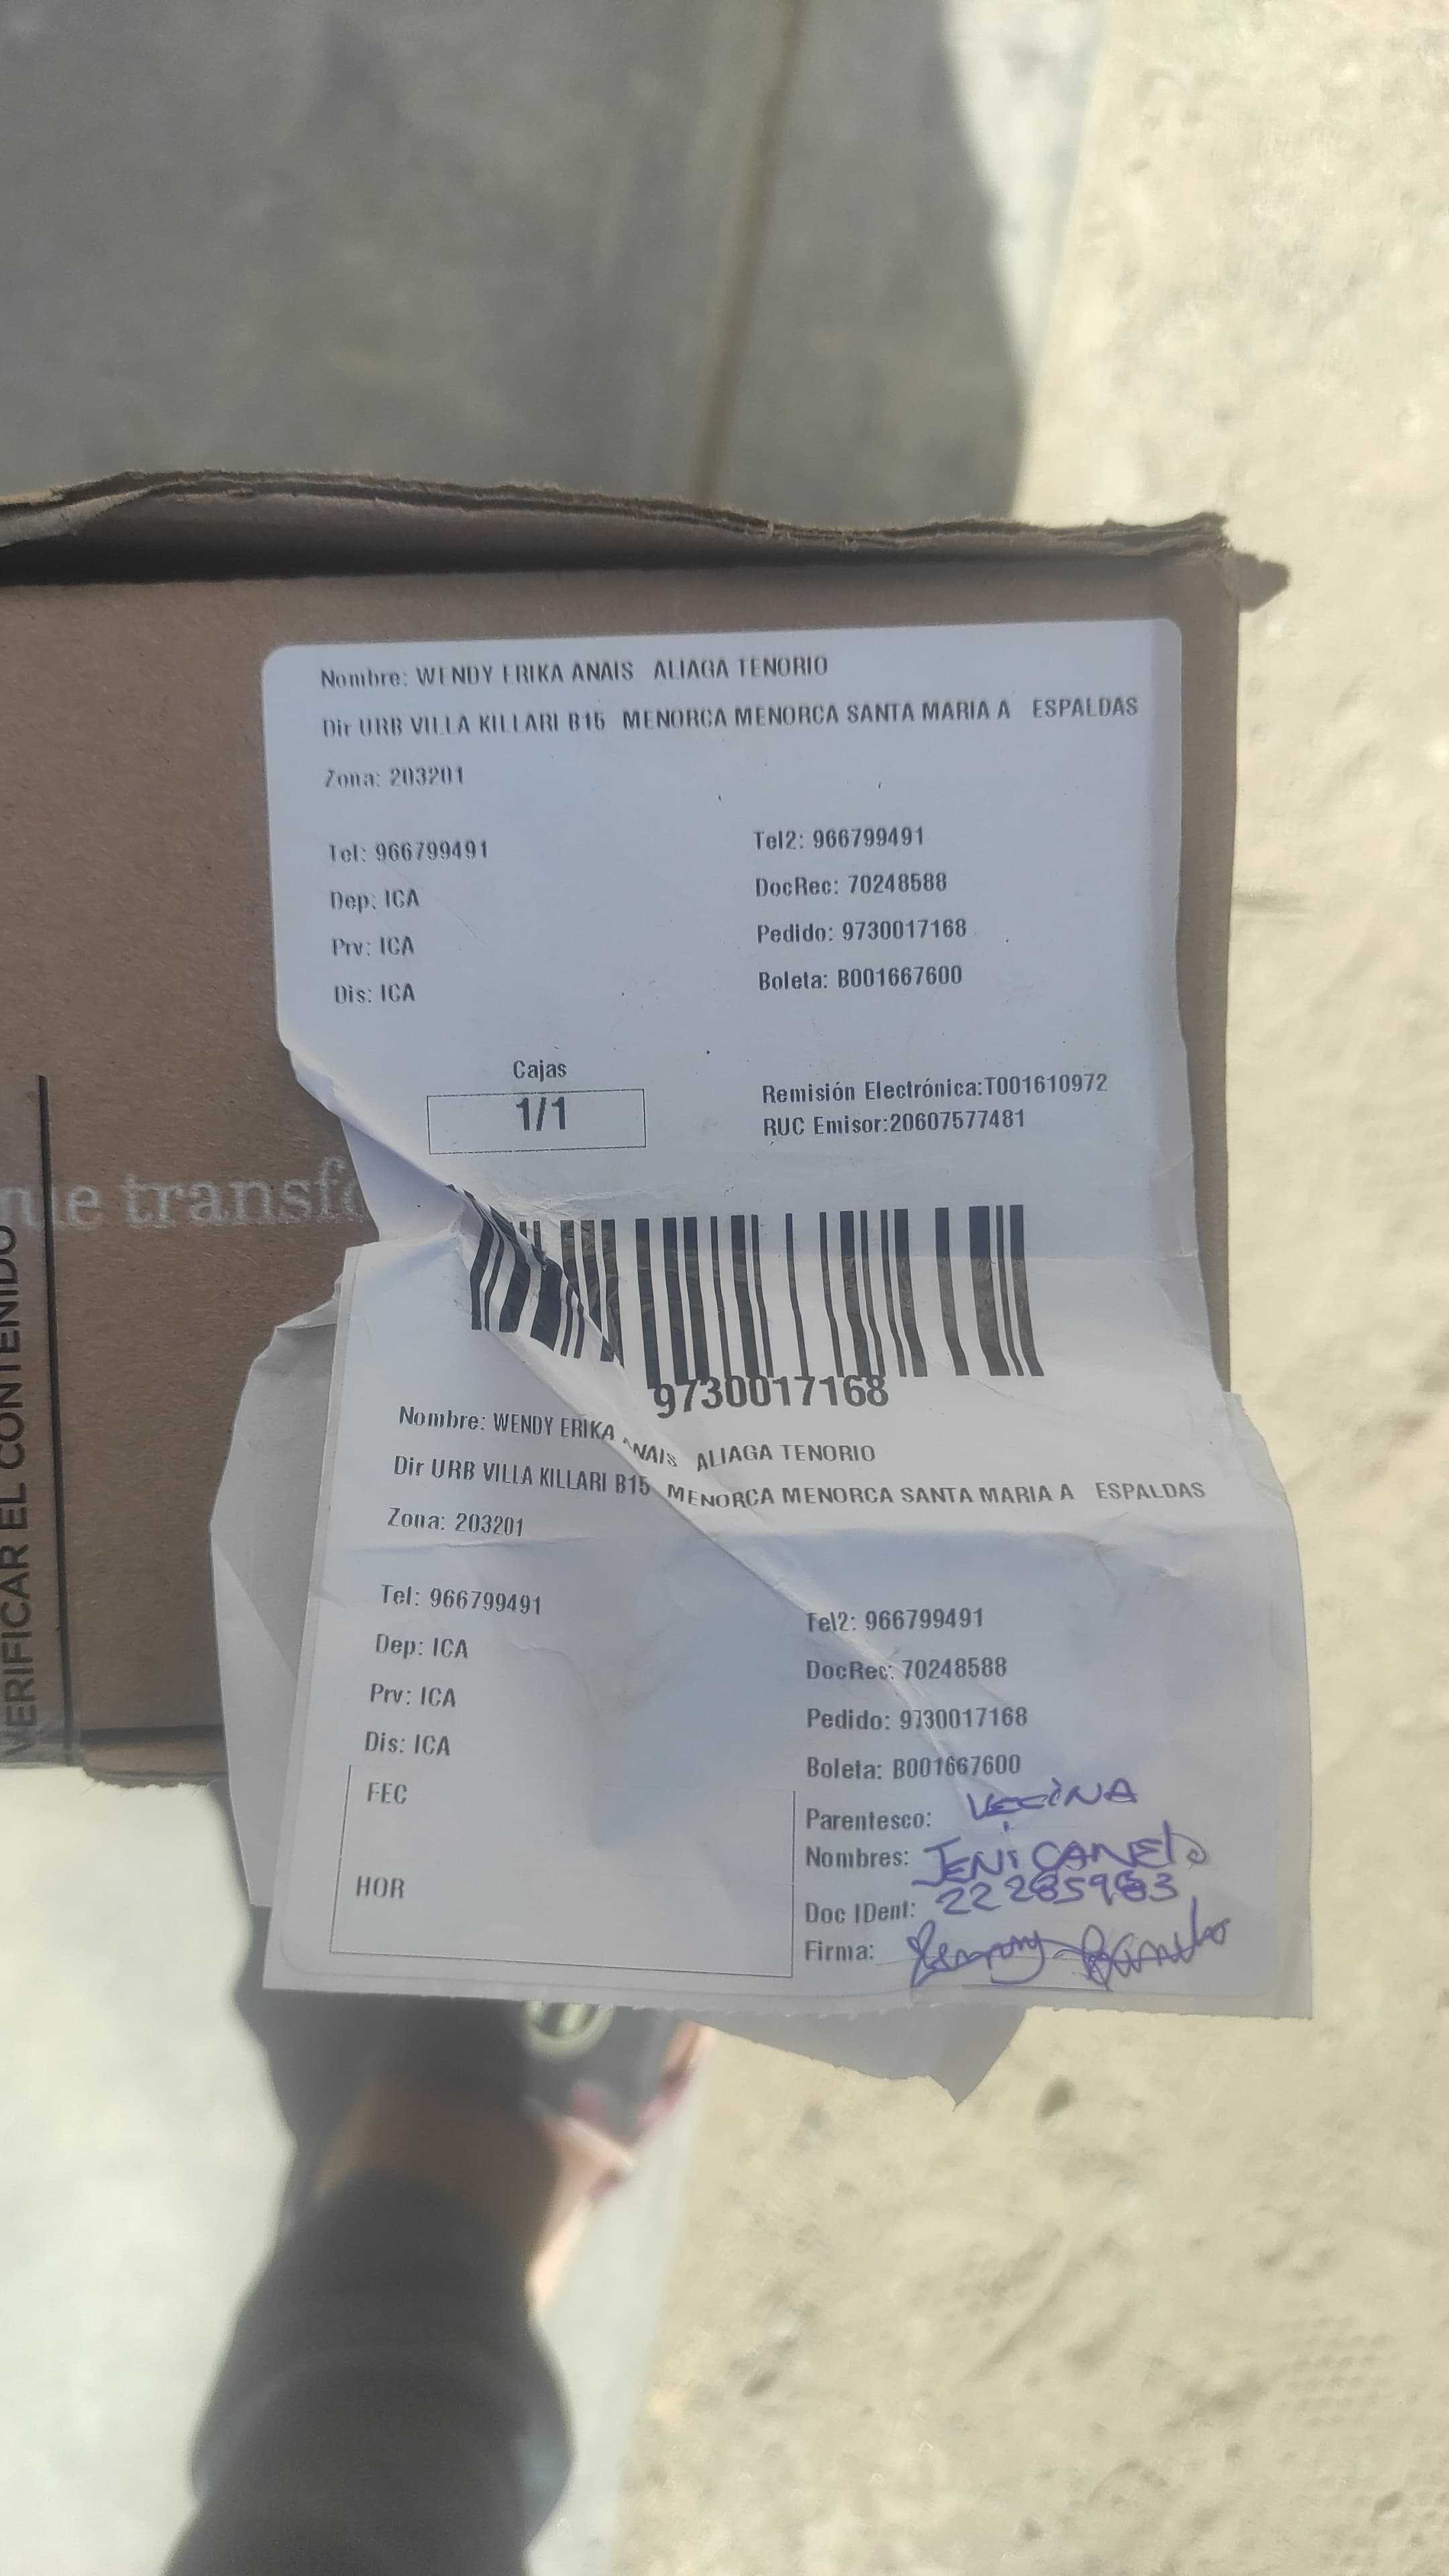 Nombre: WENDY ERIKA ANAIS ALIAGA TENORIO
Dir URB VILLA KILLARI B15 MENORCA MENORCA SANTA MARIA A ESPALDAS
Zona: 203201
Tel: 966799491 Tel2: 966799491
Dep: ICA DocRec: 70248588
Prv: ICA Pedido: 9730017168
Dis: ICA Boleta: B001667600
Cajas
1/1
Remisión Electrónica:T001610972
RUC Emisor:20607577481
ue transfo
VERIFICAR EL CONTENIDO
9730017168
Nombre: WENDY ERIKA ANAIS ALIAGA TENORIO
Dir URB VILLA KILLARI B15 MENORCA MENORCA SANTA MARIA A ESPALDAS
Zona: 203201
Tel: 966799491 Tel2: 966799491
Dep: ICA DocRec: 70248588
Prv: ICA Pedido: 9730017168
Dis: ICA Boleta: B001667600
FEC
HOR
Parentesco: VECINA
Nombres: JENI CANELO
Doc IDent:
Firma: